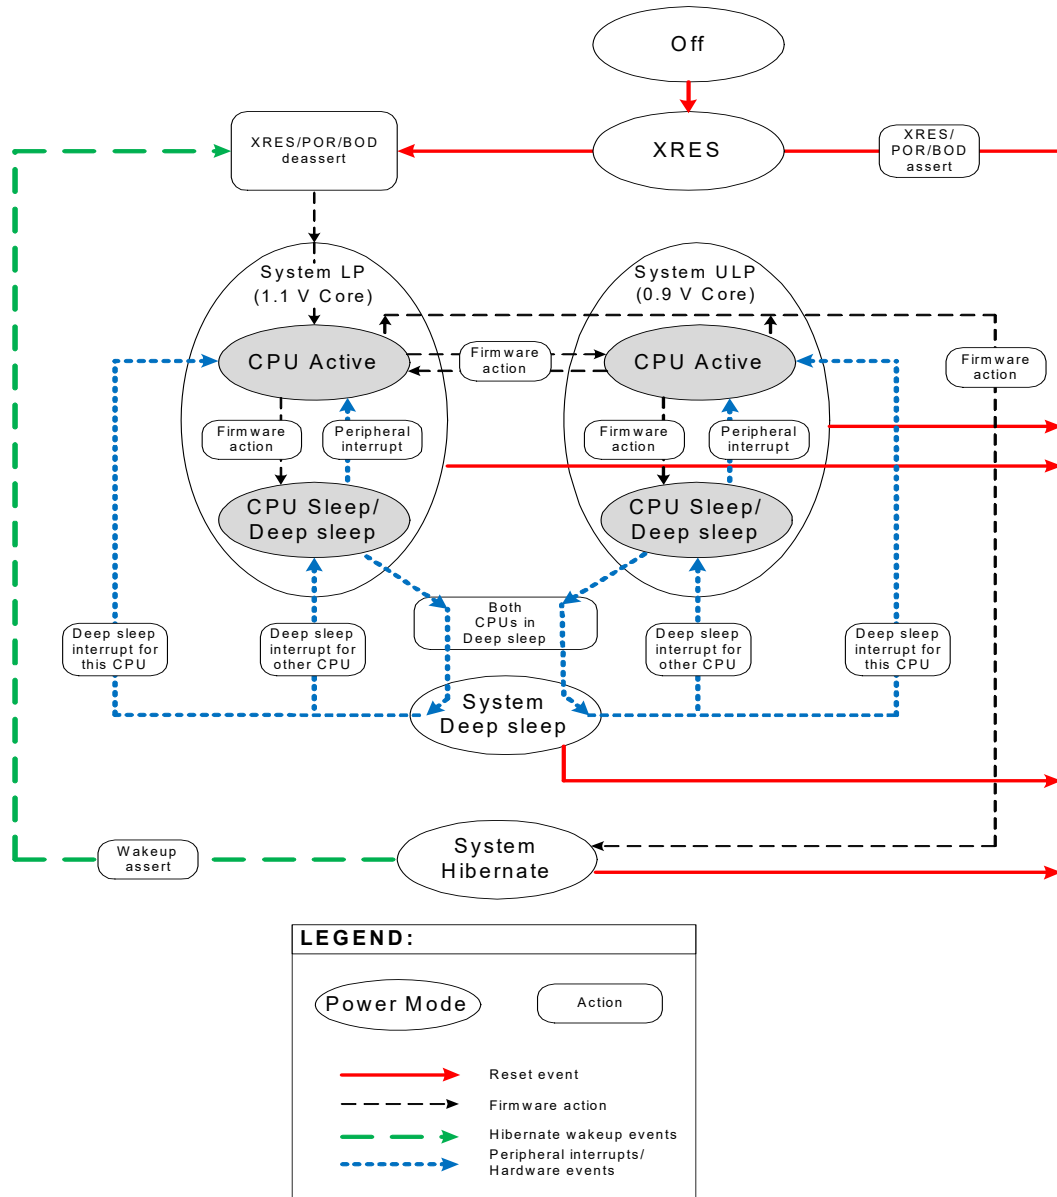 Off
XRES/POR/BOD
deassert
XRES
XRES/
POR/BOD
assert
System LP
(1.1 V Core)
System ULP
(0.9 V Core)
CPU Active
Firmware
action
CPU Active
Firmware
action
Firmware
action
Peripheral
interrupt
Firmware
action
Peripheral
interrupt
CPU Sleep/
Deep sleep
CPU Sleep/
Deep sleep
Both
CPUs in
Deep sleep
Deep sleep
interrupt for
this CPU
Deep sleep
interrupt for
other CPU
Deep sleep
interrupt for
other CPU
Deep sleep
interrupt for
this CPU
System
Deep sleep
Wakeup
assert
System
Hibernate
LEGEND:
Power Mode
Action
Reset event
Firmware action
Hibernate wakeup events
Peripheral interrupts/
Hardware events